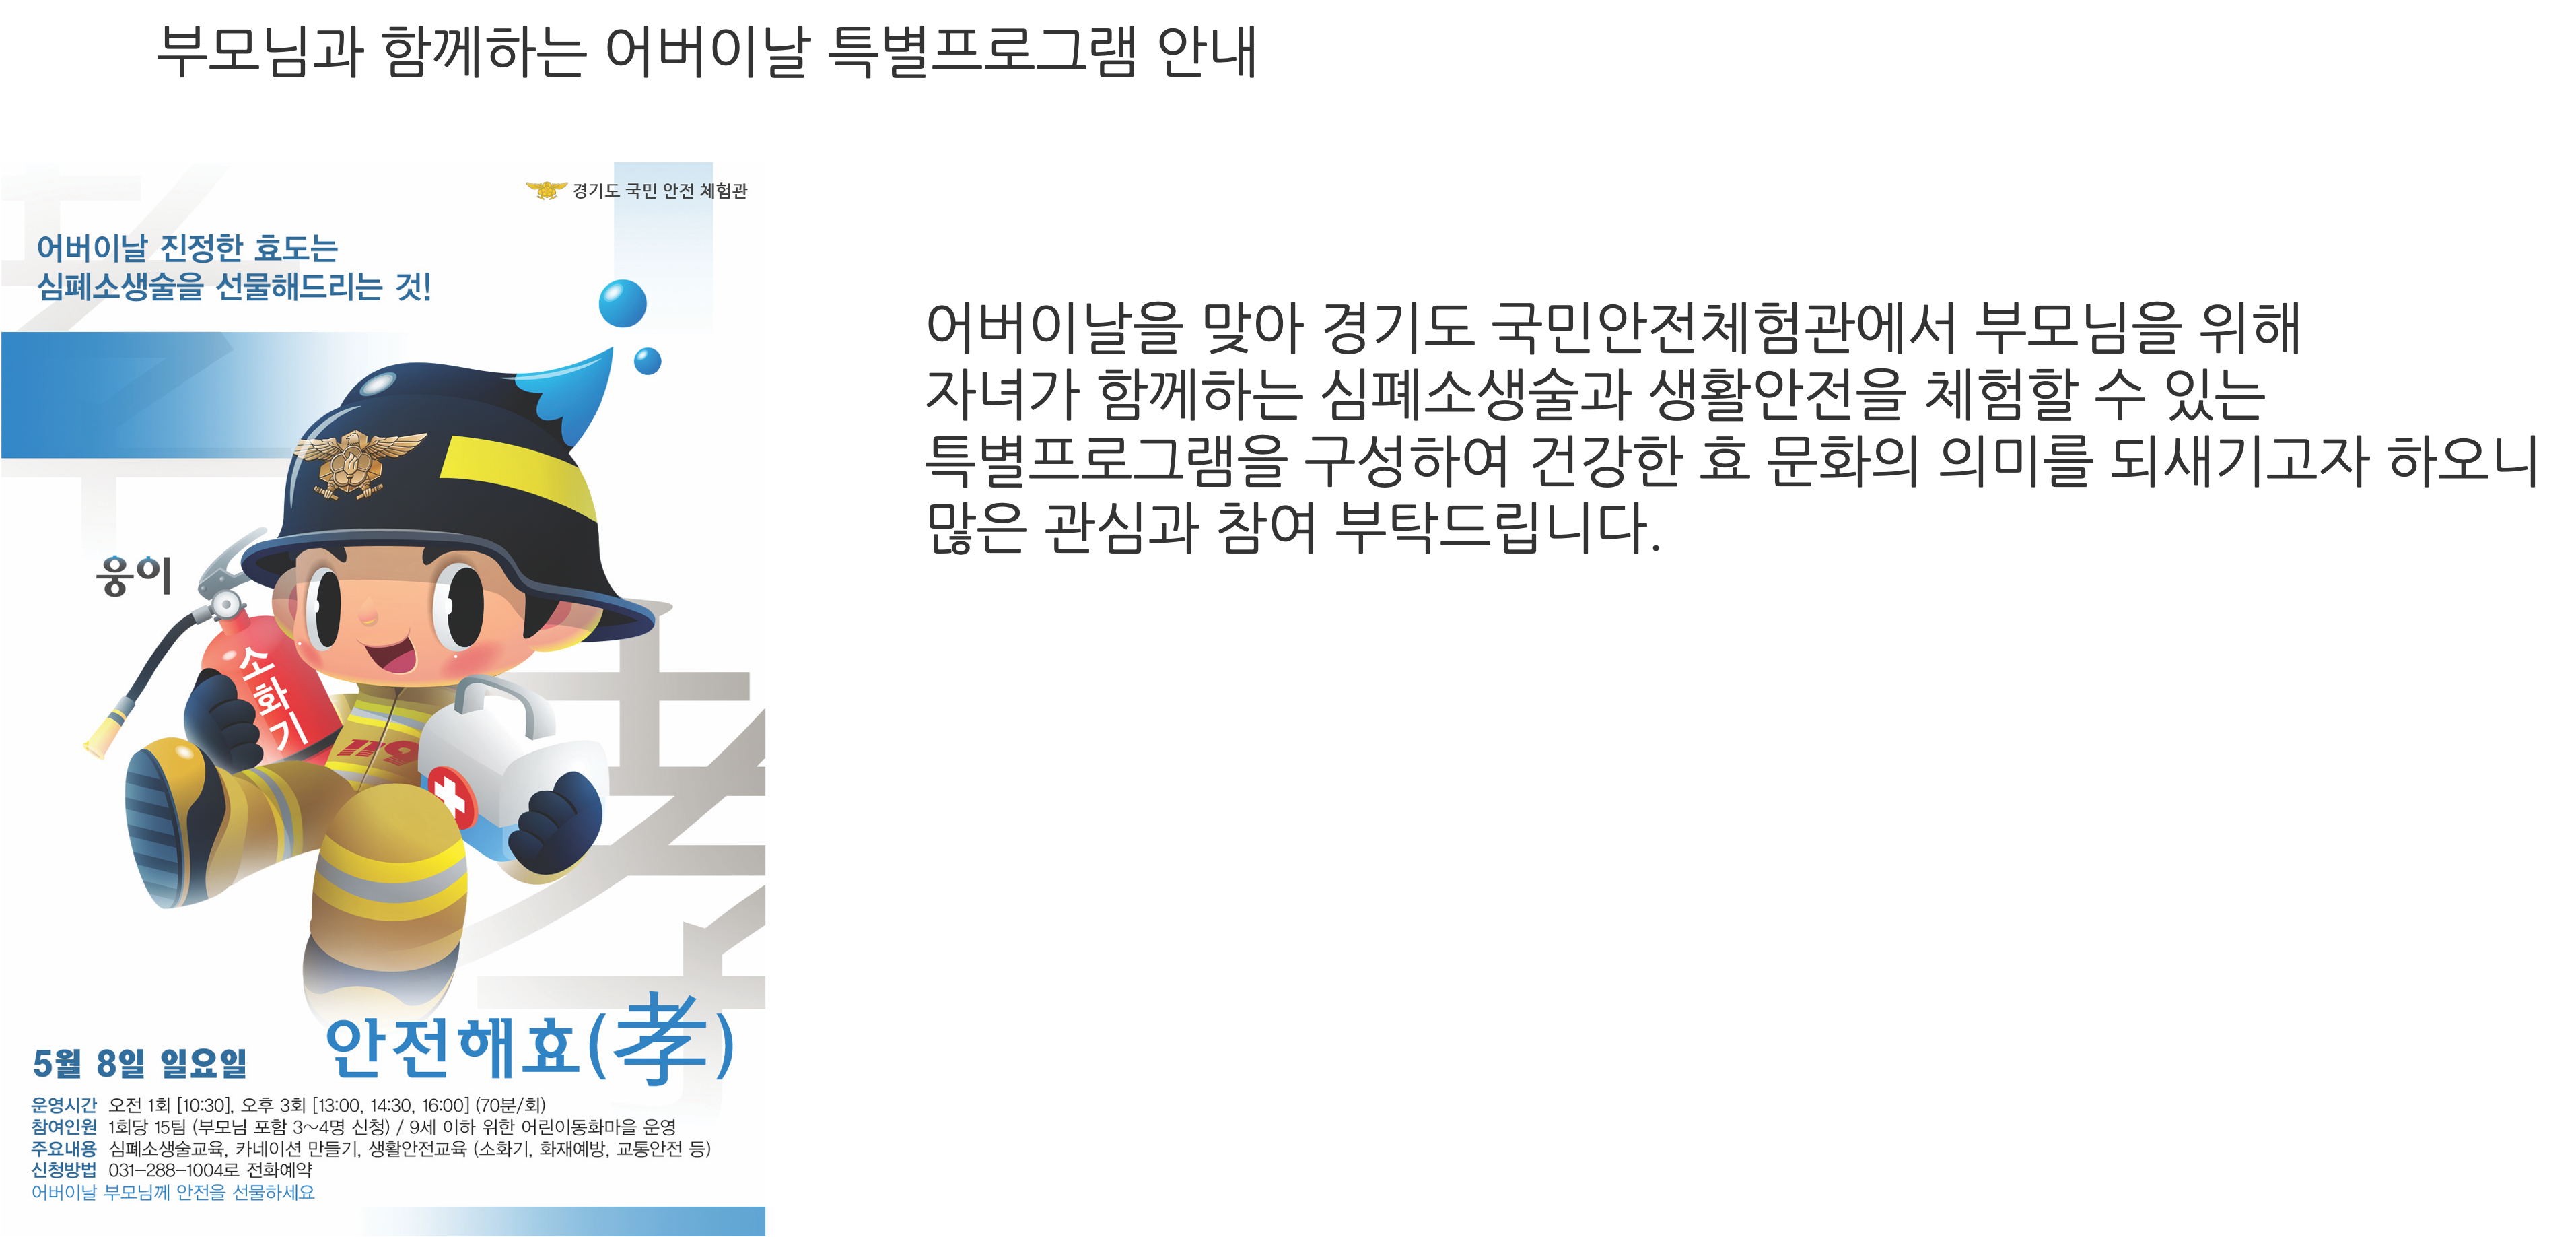 부모님과 함께하는 어버이날 특별프로그램 안내
경기도 국민 안전 체험관
어버이날 진정한 효도는
심폐소생술을 선물해드리는 것!
웅이
소화기
119
안전해효(孝)
5월 8일 일요일
운영시간 오전 1회 [10:30], 오후 3회 [13:00, 14:30, 16:00] (70분/회)
참여인원 1회당 15팀 (부모님 포함 3~4명 신청) / 9세 이하 위한 어린이동화마을 운영
주요내용 심폐소생술교육, 카네이션 만들기, 생활안전교육 (소화기, 화재예방, 교통안전 등)
신청방법 031-288-1004로 전화예약
어버이날 부모님께 안전을 선물하세요
어버이날을 맞아 경기도 국민안전체험관에서 부모님을 위해
자녀가 함께하는 심폐소생술과 생활안전을 체험할 수 있는
특별프로그램을 구성하여 건강한 효 문화의 의미를 되새기고자 하오니
많은 관심과 참여 부탁드립니다.